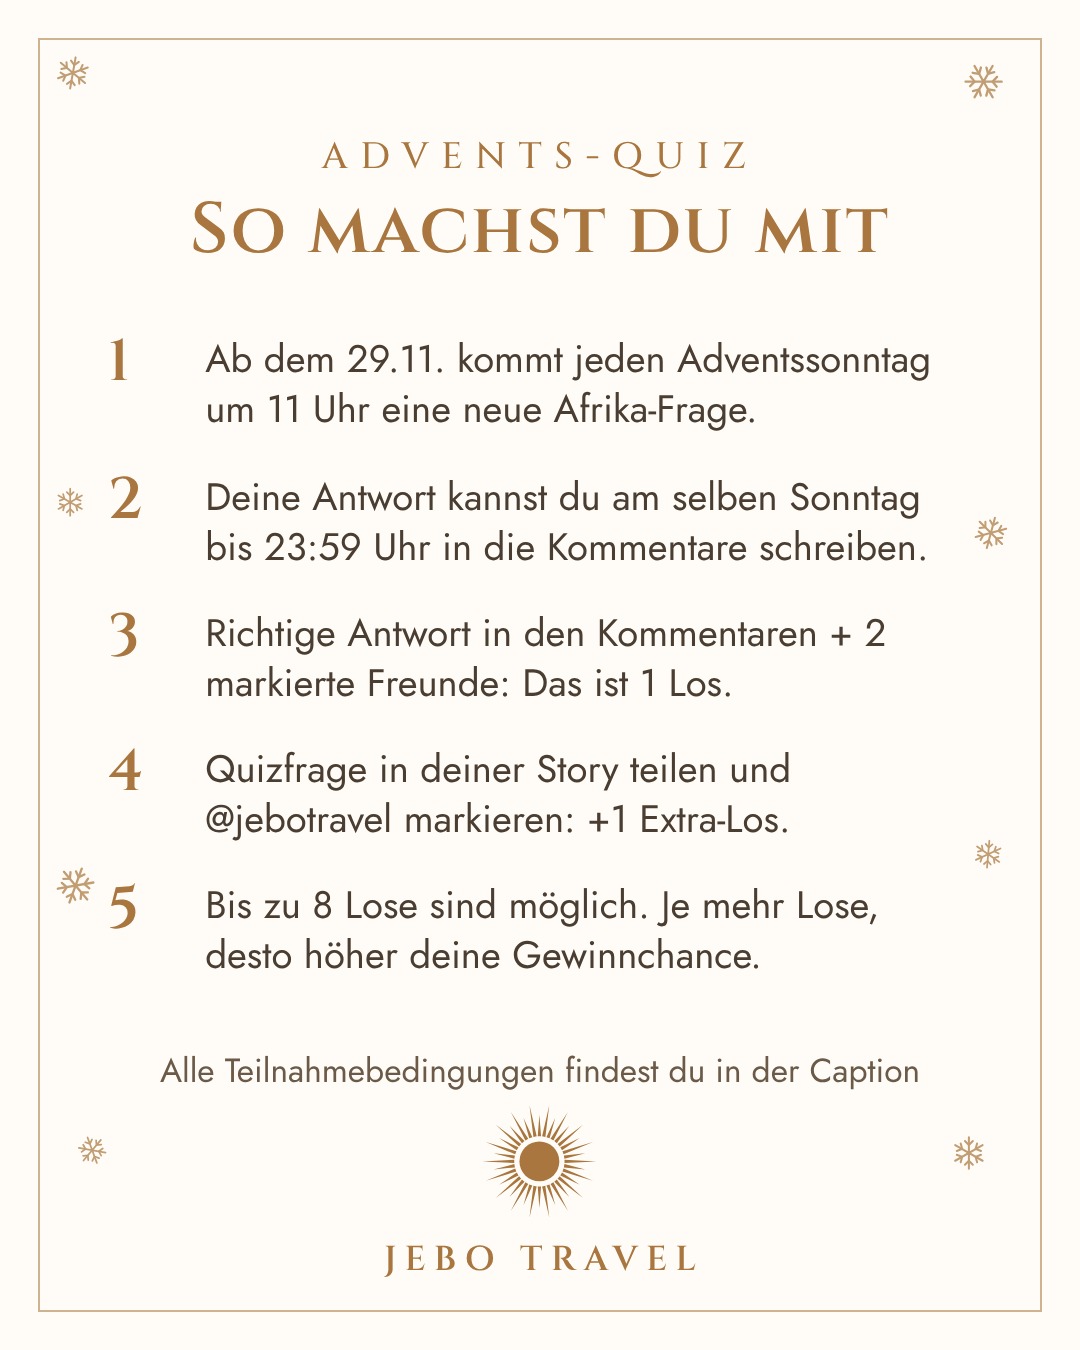 ADVENTS-QUIZ
So machst du mit
1 Ab dem 29.11. kommt jeden Adventssonntag
um 11 Uhr eine neue Afrika-Frage.
2 Deine Antwort kannst du am selben Sonntag
bis 23:59 Uhr in die Kommentare schreiben.
3 Richtige Antwort in den Kommentaren + 2
markierte Freunde: Das ist 1 Los.
4 Quizfrage in deiner Story teilen und
@jebotravel markieren: +1 Extra-Los.
5 Bis zu 8 Lose sind möglich. Je mehr Lose,
desto höher deine Gewinnchance.
Alle Teilnahmebedingungen findest du in der Caption
JEBO TRAVEL